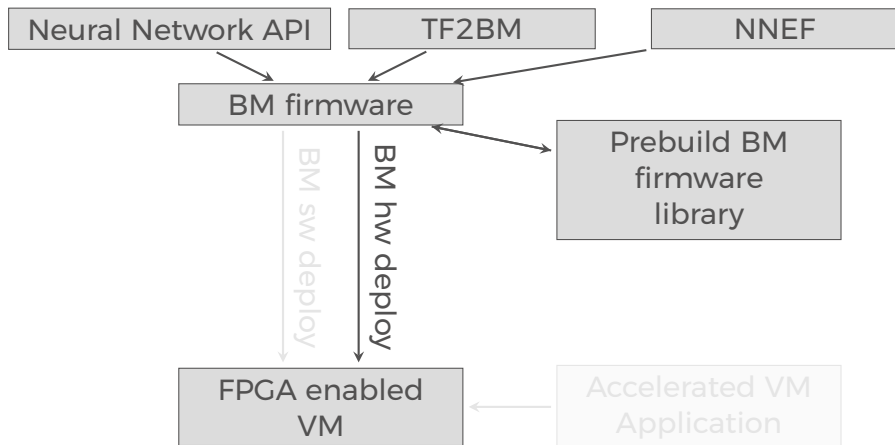 Neural Network API
TF2BM
NNEF
BM firmware
Prebuild BM
firmware
library
BM sw deploy
BM hw deploy
FPGA enabled
VM
Accelerated VM
Application